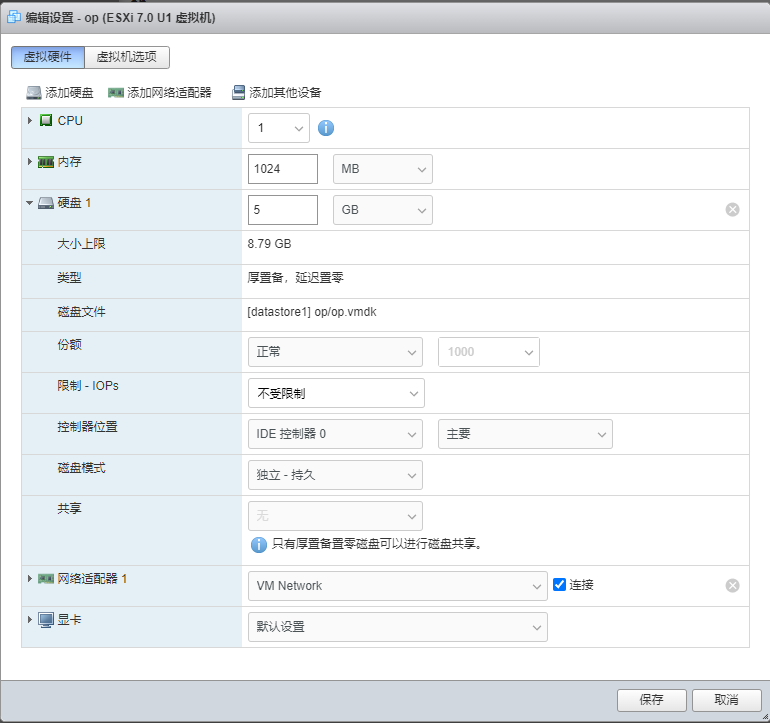 编辑设置 - op (ESXi 7.0 U1 虚拟机)
虚拟硬件 虚拟机选项
添加硬盘 添加网络适配器 添加其他设备
CPU 1
内存 1024 MB
硬盘 1 5 GB
大小上限 8.79 GB
类型 厚置备，延迟置零
磁盘文件 [datastore1] op/op.vmdk
份额 正常 1000
限制 - IOPs 不受限制
控制器位置 IDE 控制器 0 主要
磁盘模式 独立 - 持久
共享 无
只有厚置备置零磁盘可以进行磁盘共享。
网络适配器 1 VM Network 连接
显卡 默认设置
保存 取消